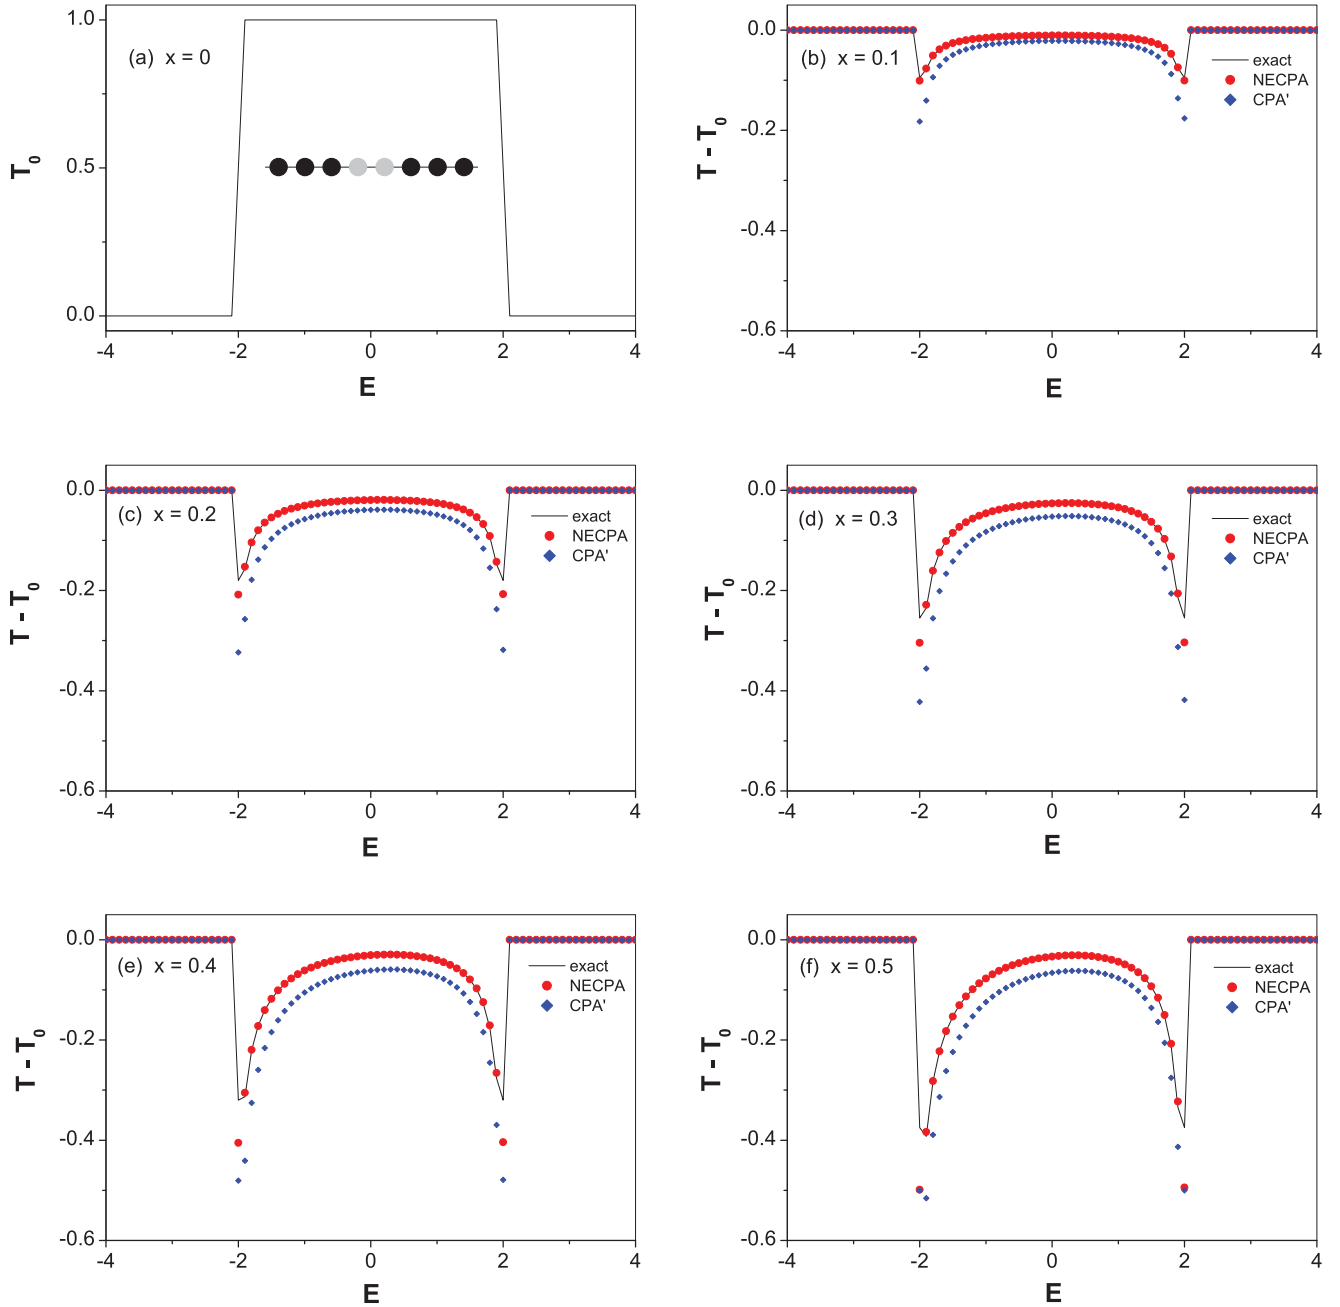 (a) x = 0
T0
1.0
0.5
0.0
-4 -2 0 2 4
E
(b) x = 0.1
exact
NECPA
CPA'
T - T0
0.0
-0.2
-0.4
-0.6
-4 -2 0 2 4
E
(c) x = 0.2
exact
NECPA
CPA'
T - T0
0.0
-0.2
-0.4
-0.6
-4 -2 0 2 4
E
(d) x = 0.3
exact
NECPA
CPA'
T - T0
0.0
-0.2
-0.4
-0.6
-4 -2 0 2 4
E
(e) x = 0.4
exact
NECPA
CPA'
T - T0
0.0
-0.2
-0.4
-0.6
-4 -2 0 2 4
E
(f) x = 0.5
exact
NECPA
CPA'
T - T0
0.0
-0.2
-0.4
-0.6
-4 -2 0 2 4
E